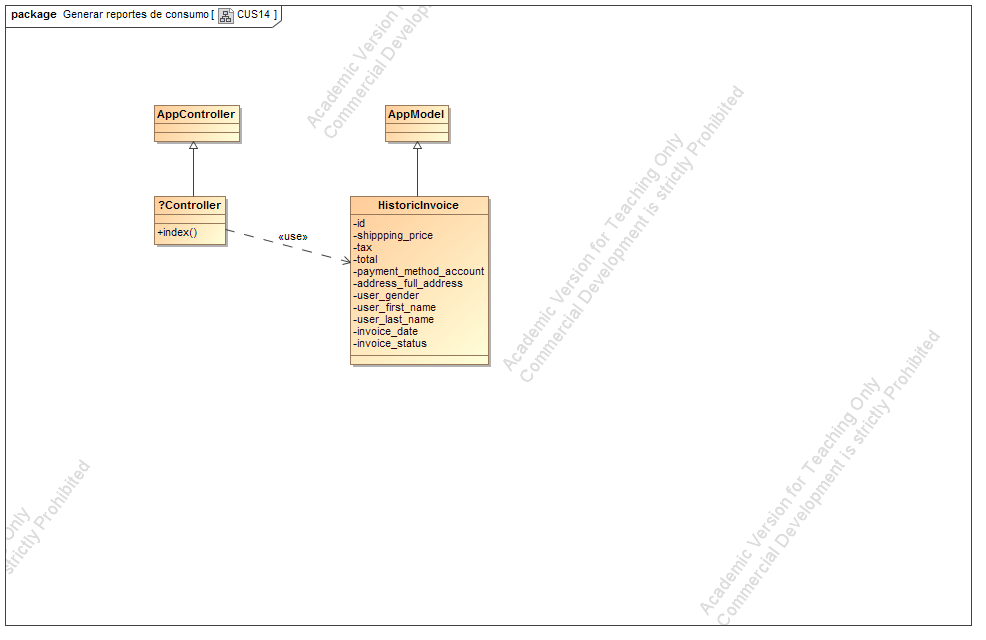 package Generar reportes de consumo [ CUS14 ]
AppController
AppModel
?Controller
+index()
«use»
HistoricInvoice
-id
-shippping_price
-tax
-total
-payment_method_account
-address_full_address
-user_gender
-user_first_name
-user_last_name
-invoice_date
-invoice_status
Academic Version for Teaching Only
Commercial Development is strictly Prohibited
Academic Version for Teaching Only
Commercial Development is strictly Prohibited
Academic Version
Commercial Develop
Only
strictly Prohibited